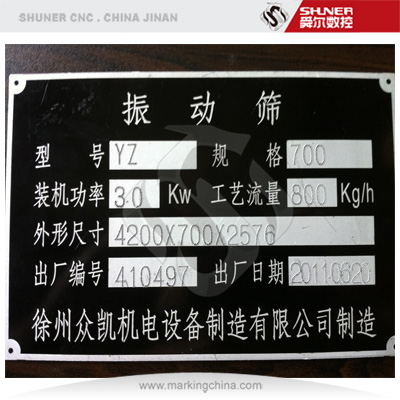 SHUNER CNC . CHINA JINAN
SHUNER
舜尔数控
振动筛
型 号 YZ 规 格 700
装机功率 3.0 Kw 工艺流量 800 Kg/h
外形尺寸 4200X700X2576
出厂编号 410497 出厂日期 20110620
徐州众凯机电设备制造有限公司制造
www.markingchina.com